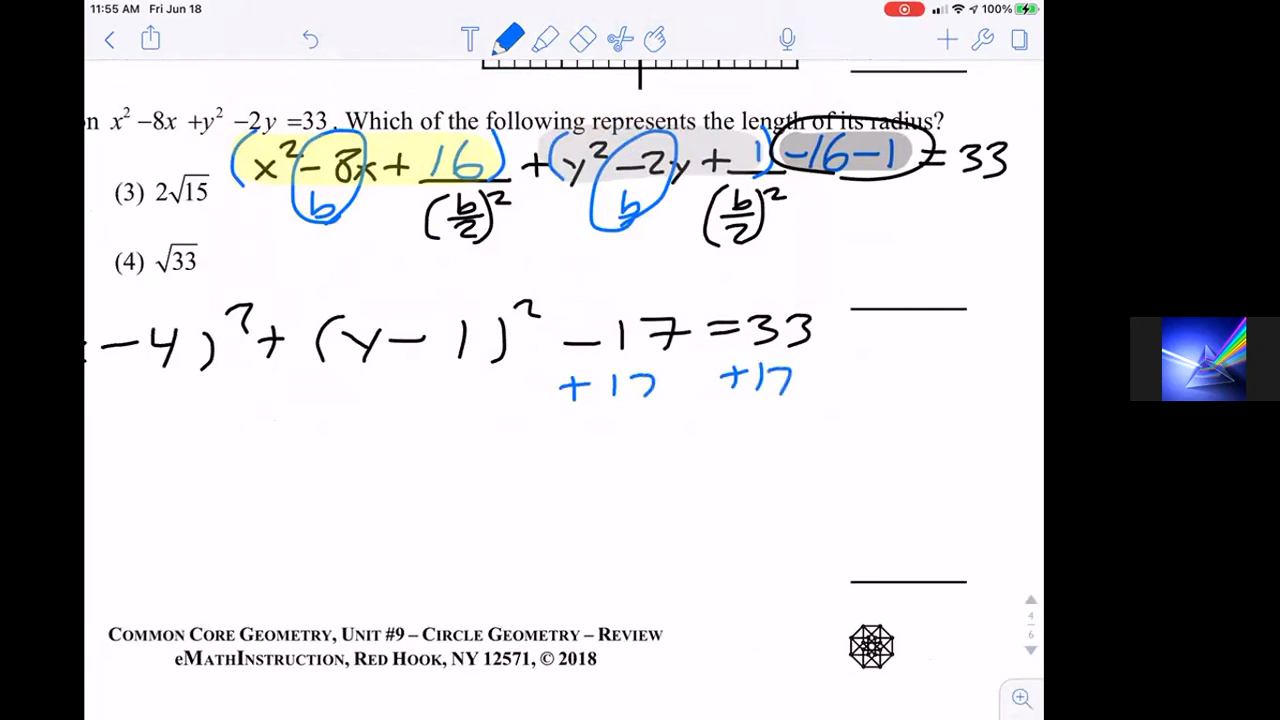 11:55 AM Fri Jun 18 100%
T
n x² −8x +y² −2y =33. Which of the following represents the length of its radius?
(x² − 8x + 16) + (y² − 2y + 1) −16 −1 = 33
b (b/2)² b (b/2)²
(3) 2√15
(4) √33
− 4)² + (y − 1)² − 17 = 33
+17 +17
4
6
COMMON CORE GEOMETRY, UNIT #9 – CIRCLE GEOMETRY – REVIEW
eMATHINSTRUCTION, RED HOOK, NY 12571, © 2018